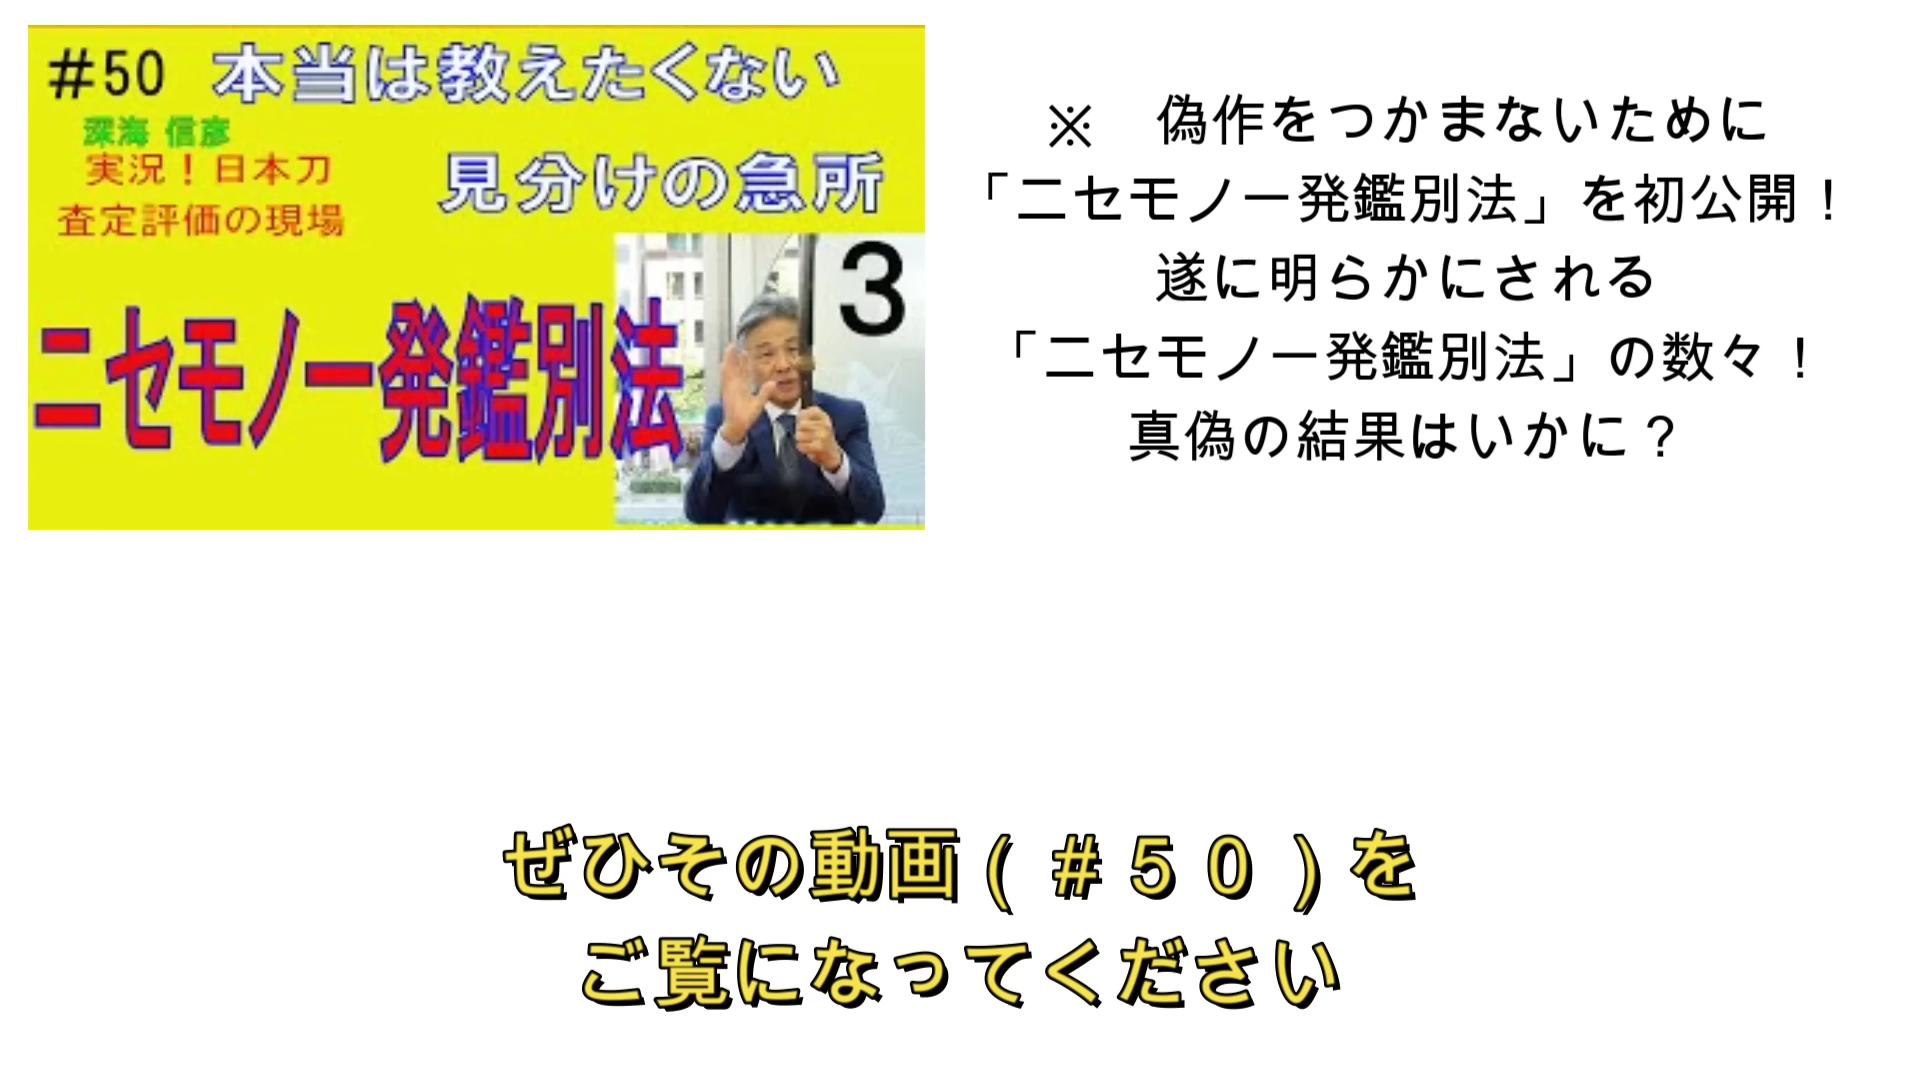 #50 本当は教えたくない
深海 信彦
実況！日本刀
査定評価の現場
見分けの急所
3
ニセモノ一発鑑別法
※ 偽作をつかまないために
「ニセモノ一発鑑別法」を初公開！
遂に明らかにされる
「ニセモノ一発鑑別法」の数々！
真偽の結果はいかに？
ぜひその動画(＃５０)を
ご覧になってください